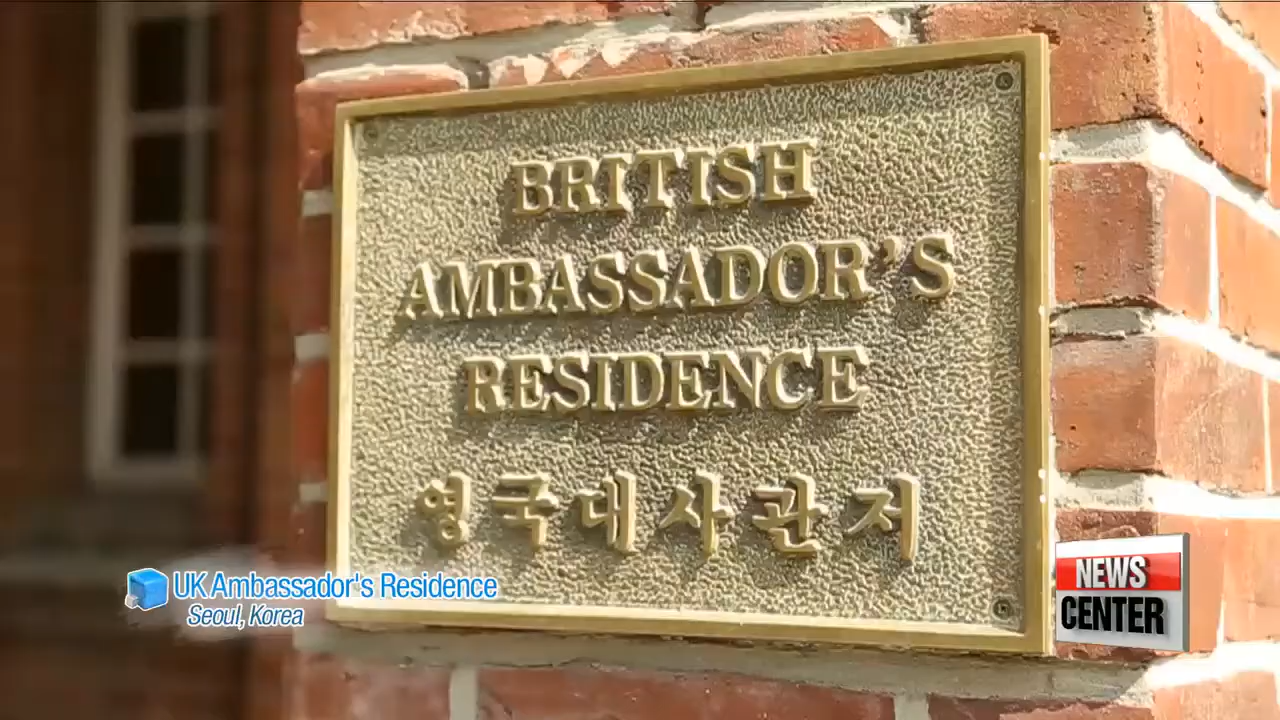 BRITISH
AMBASSADOR'S
RESIDENCE
영국대사관저
UK Ambassador's Residence
Seoul, Korea
NEWS
CENTER